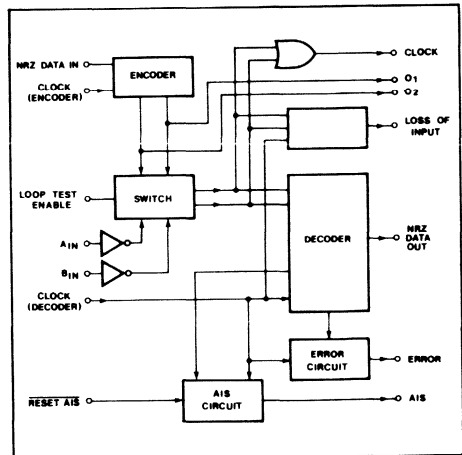 NRZ DATA IN
CLOCK
(ENCODER)
ENCODER
CLOCK
O1
O2
LOSS OF
INPUT
LOOP TEST
ENABLE
SWITCH
AIN
BIN
DECODER
NRZ
DATA
OUT
CLOCK
(DECODER)
ERROR
CIRCUIT
ERROR
RESET AIS
AIS
CIRCUIT
AIS